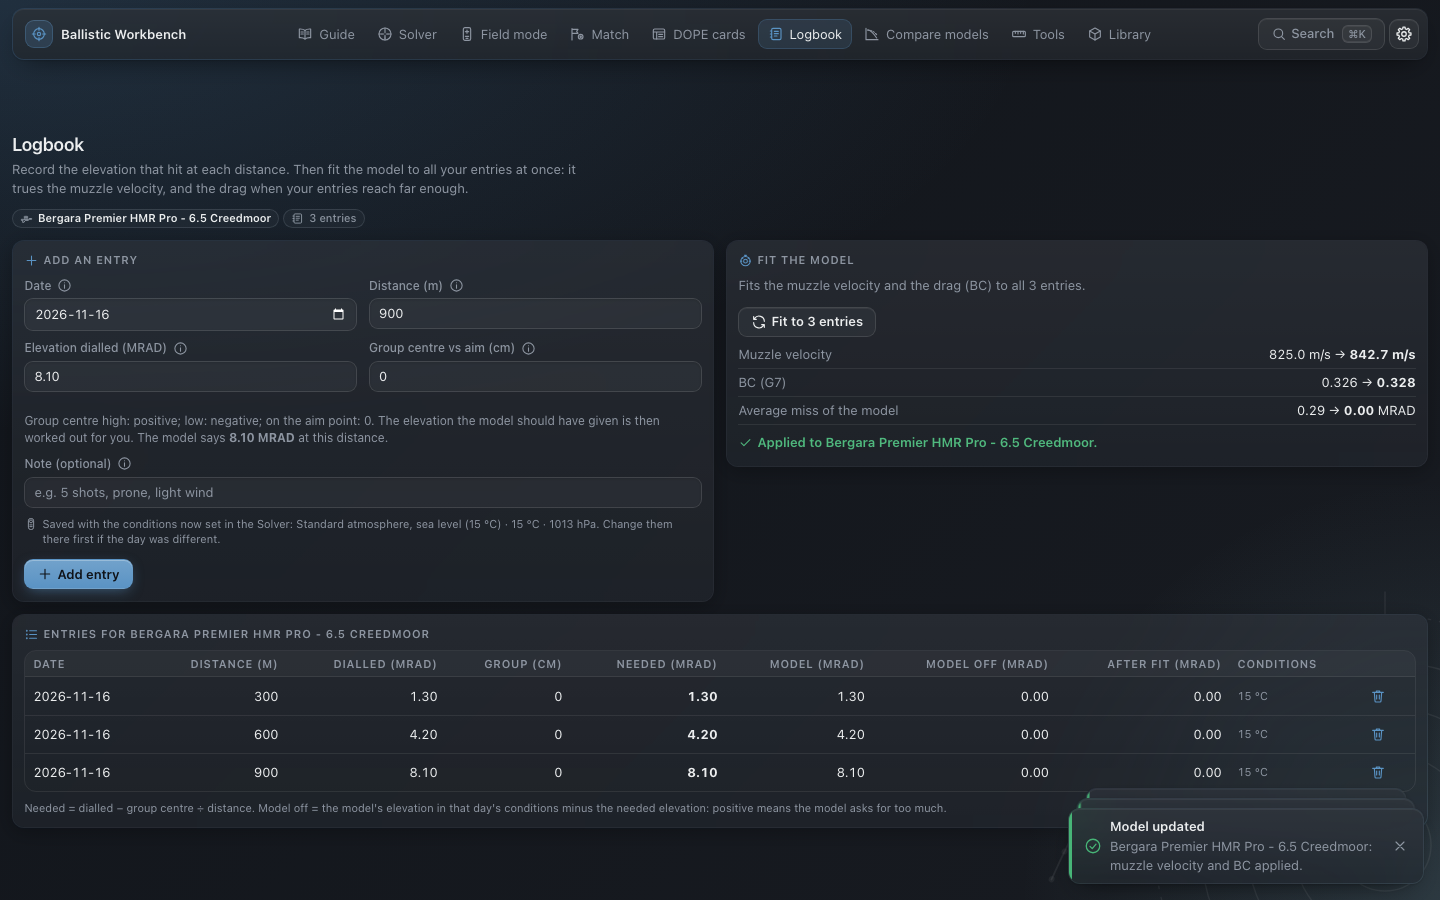 Ballistic Workbench
Guide
Solver
Field mode
Match
DOPE cards
Logbook
Compare models
Tools
Library
Search ⌘K
Logbook
Record the elevation that hit at each distance. Then fit the model to all your entries at once: it
trues the muzzle velocity, and the drag when your entries reach far enough.
Bergara Premier HMR Pro - 6.5 Creedmoor
3 entries
ADD AN ENTRY
Date
Distance (m)
2026-11-16
900
Elevation dialled (MRAD)
Group centre vs aim (cm)
8.10
0
Group centre high: positive; low: negative; on the aim point: 0. The elevation the model should have given is then
worked out for you. The model says 8.10 MRAD at this distance.
Note (optional)
e.g. 5 shots, prone, light wind
Saved with the conditions now set in the Solver: Standard atmosphere, sea level (15 °C) · 15 °C · 1013 hPa. Change them
there first if the day was different.
Add entry
FIT THE MODEL
Fits the muzzle velocity and the drag (BC) to all 3 entries.
Fit to 3 entries
Muzzle velocity 825.0 m/s → 842.7 m/s
BC (G7) 0.326 → 0.328
Average miss of the model 0.29 → 0.00 MRAD
Applied to Bergara Premier HMR Pro - 6.5 Creedmoor.
ENTRIES FOR BERGARA PREMIER HMR PRO - 6.5 CREEDMOOR
DATE DISTANCE (M) DIALLED (MRAD) GROUP (CM) NEEDED (MRAD) MODEL (MRAD) MODEL OFF (MRAD) AFTER FIT (MRAD) CONDITIONS
2026-11-16 300 1.30 0 1.30 1.30 0.00 0.00 15 °C
2026-11-16 600 4.20 0 4.20 4.20 0.00 0.00 15 °C
2026-11-16 900 8.10 0 8.10 8.10 0.00 0.00 15 °C
Needed = dialled − group centre ÷ distance. Model off = the model's elevation in that day's conditions minus the needed elevation: positive means the model asks for too much.
Model updated
Bergara Premier HMR Pro - 6.5 Creedmoor:
muzzle velocity and BC applied.